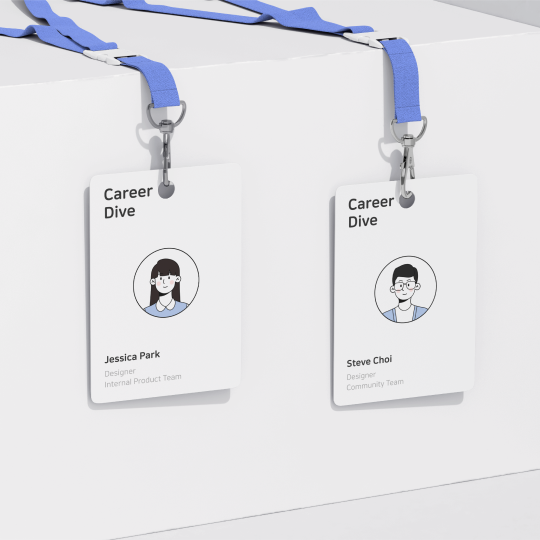 Career
Dive
Jessica Park
Designer
Internal Product Team
Career
Dive
Steve Choi
Designer
Community Team